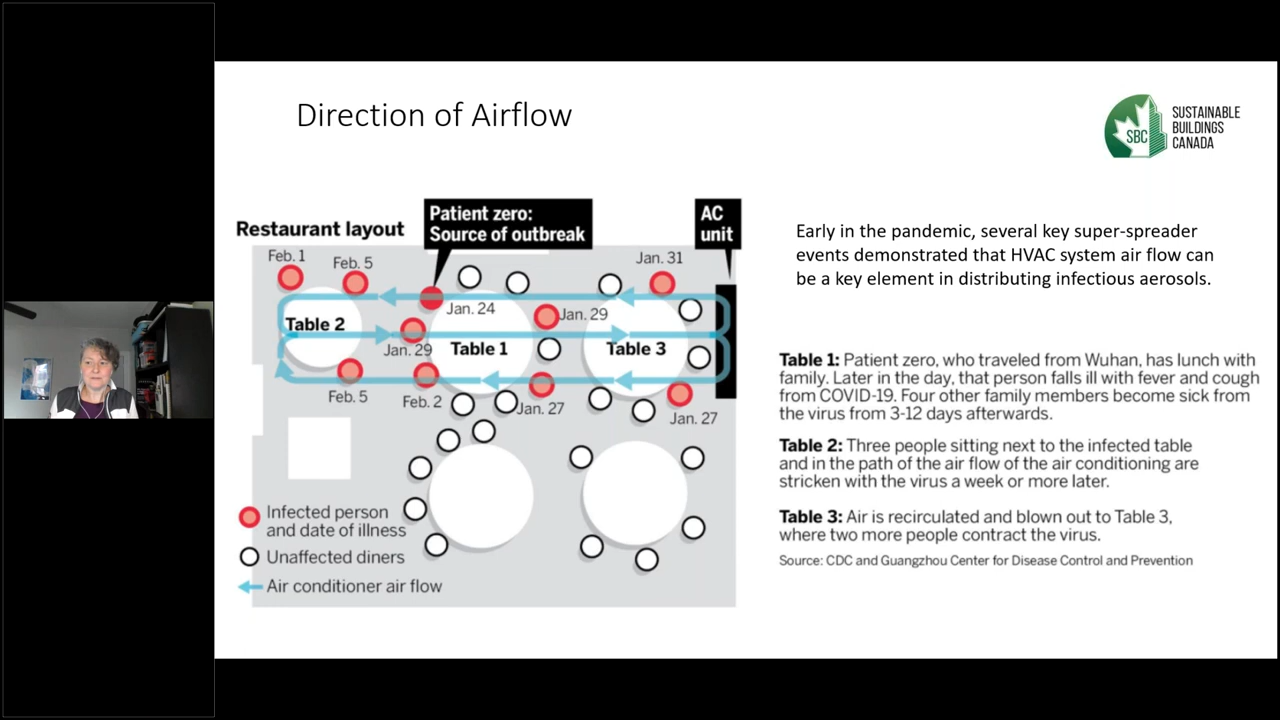 Direction of Airflow
SBC
SUSTAINABLE
BUILDINGS
CANADA
Restaurant layout
Patient zero:
Source of outbreak
AC
unit
Feb. 1
Feb. 5
Jan. 31
Jan. 24
Jan. 29
Table 2
Jan. 29
Table 1
Table 3
Feb. 5
Feb. 2
Jan. 27
Jan. 27
Infected person
and date of illness
Unaffected diners
Air conditioner air flow
Early in the pandemic, several key super-spreader
events demonstrated that HVAC system air flow can
be a key element in distributing infectious aerosols.
Table 1: Patient zero, who traveled from Wuhan, has lunch with
family. Later in the day, that person falls ill with fever and cough
from COVID-19. Four other family members become sick from
the virus from 3-12 days afterwards.
Table 2: Three people sitting next to the infected table
and in the path of the air flow of the air conditioning are
stricken with the virus a week or more later.
Table 3: Air is recirculated and blown out to Table 3,
where two more people contract the virus.
Source: CDC and Guangzhou Center for Disease Control and Prevention